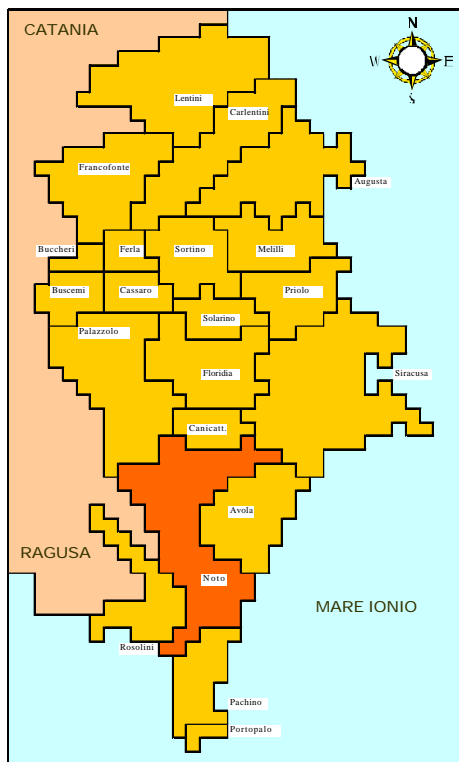 CATANIA
N
W
E
S
Lentini
Carlentini
Francofonte
Augusta
Buccheri
Ferla
Sortino
Melilli
Buscemi
Cassaro
Priolo
Solarino
Palazzolo
Floridia
Siracusa
Canicatt.
Avola
RAGUSA
Noto
MARE IONIO
Rosolini
Pachino
Portopalo